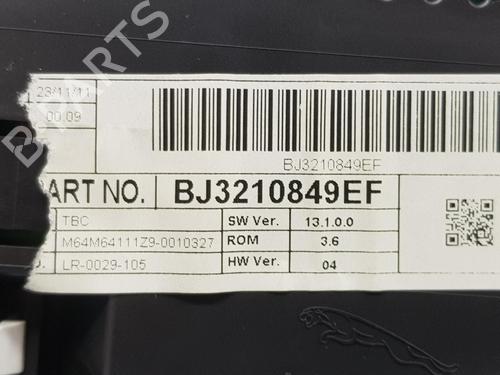 B-PARTS
23/11/11
00:09
BJ3210849EF
PART NO. BJ3210849EF
TBC SW Ver. 13.1.0.0
M64M64111Z9-0010327 ROM 3.6
LR-0029-105 HW Ver. 04